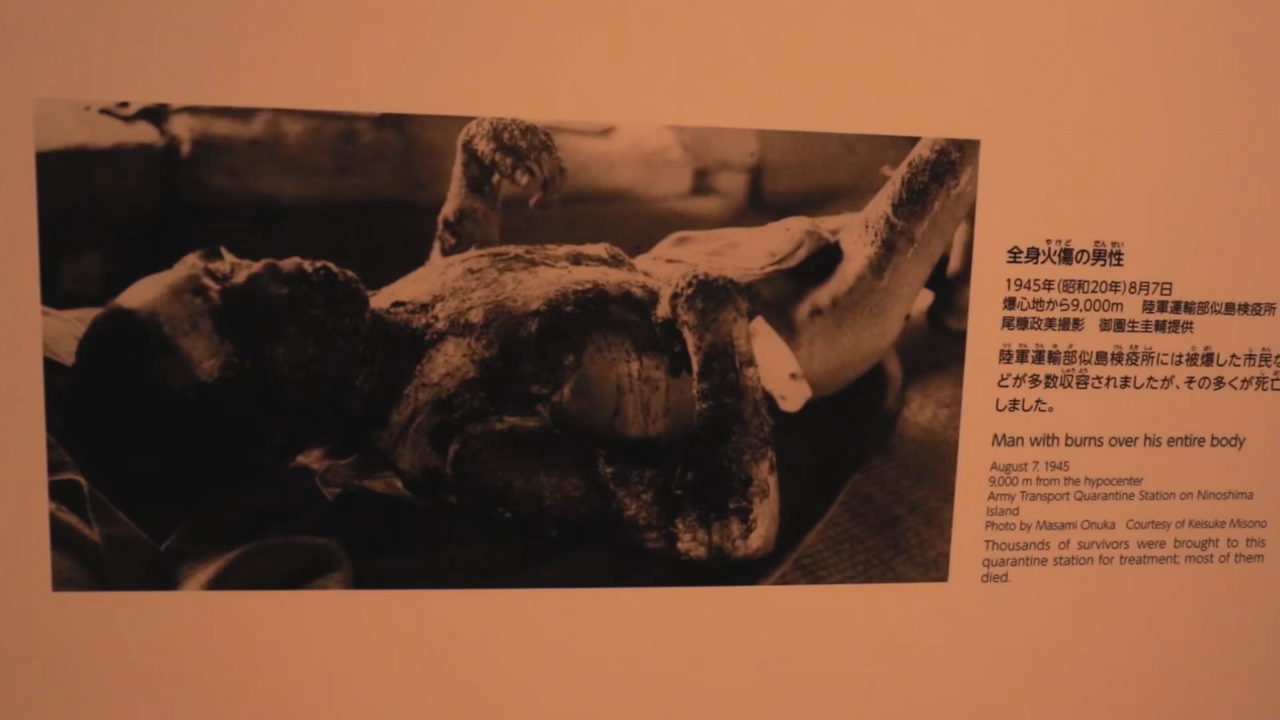 全身火傷の男性
1945年(昭和20年)8月7日
爆心地から9,000m 陸軍運輸部似島検疫所
尾糠政美撮影 御園生圭輔提供
陸軍運輸部似島検疫所には被爆した市民な
どが多数収容されましたが、その多くが死亡
しました。
Man with burns over his entire body
August 7, 1945
9,000 m from the hypocenter
Army Transport Quarantine Station on Ninoshima
Island
Photo by Masami Onuka Courtesy of Keisuke Misono
Thousands of survivors were brought to this
quarantine station for treatment; most of them
died.